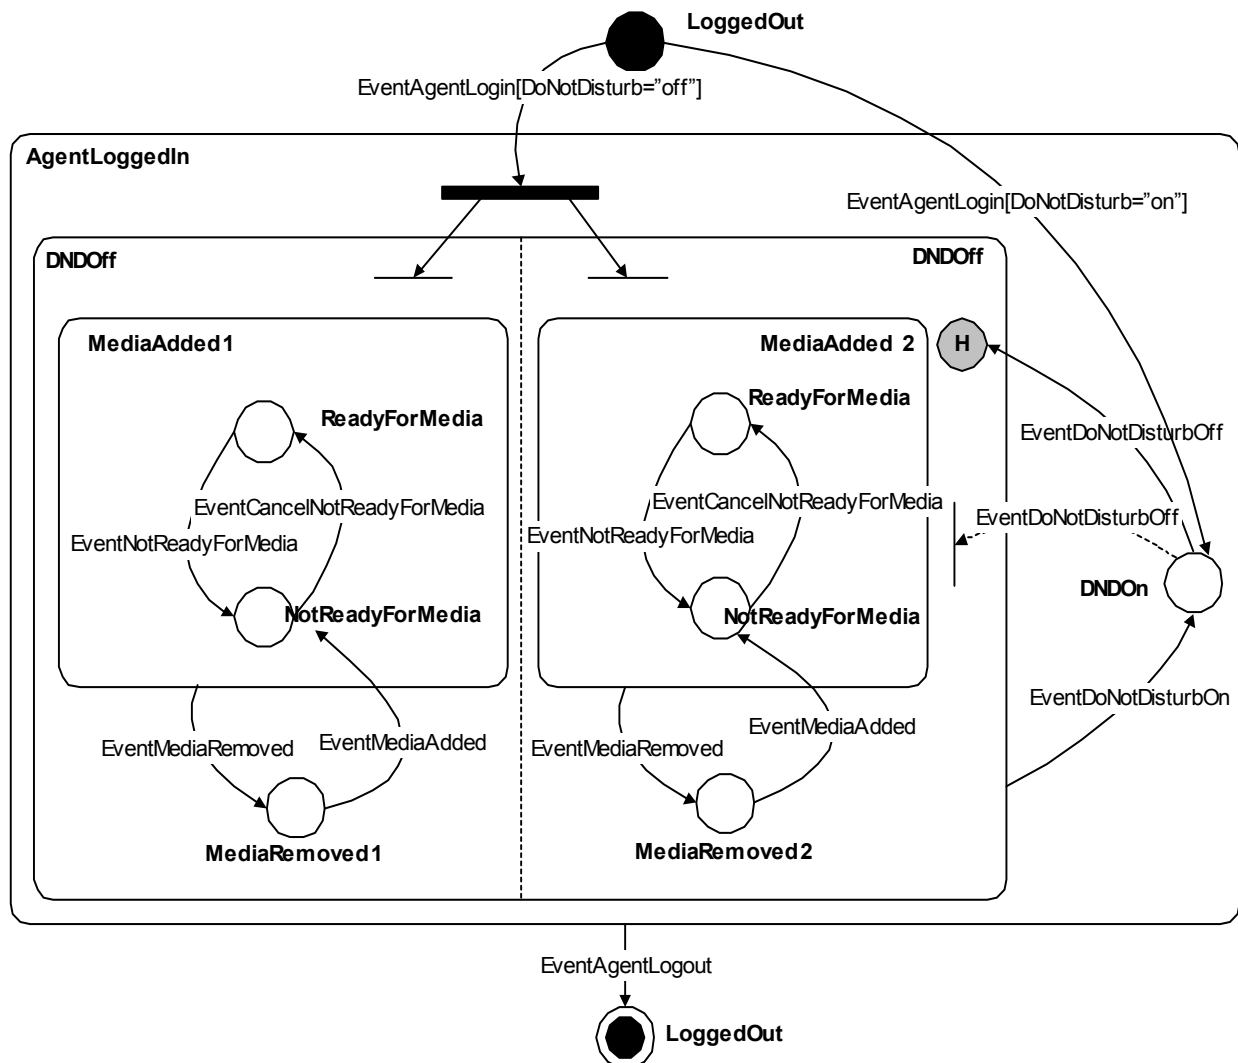 LoggedOut
EventAgentLogin[DoNotDisturb=”off”]
AgentLoggedIn
EventAgentLogin[DoNotDisturb=”on”]
DNDOff
DNDOff
MediaAdded1
MediaAdded 2
H
ReadyForMedia
ReadyForMedia
EventDoNotDisturbOff
EventCancelNotReadyForMedia
EventCancelNotReadyForMedia
EventDoNotDisturbOff
EventNotReadyForMedia
EventNotReadyForMedia
DNDOn
NotReadyForMedia
NotReadyForMedia
EventDoNotDisturbOn
EventMediaRemoved
EventMediaAdded
EventMediaRemoved
EventMediaAdded
MediaRemoved1
MediaRemoved2
EventAgentLogout
LoggedOut